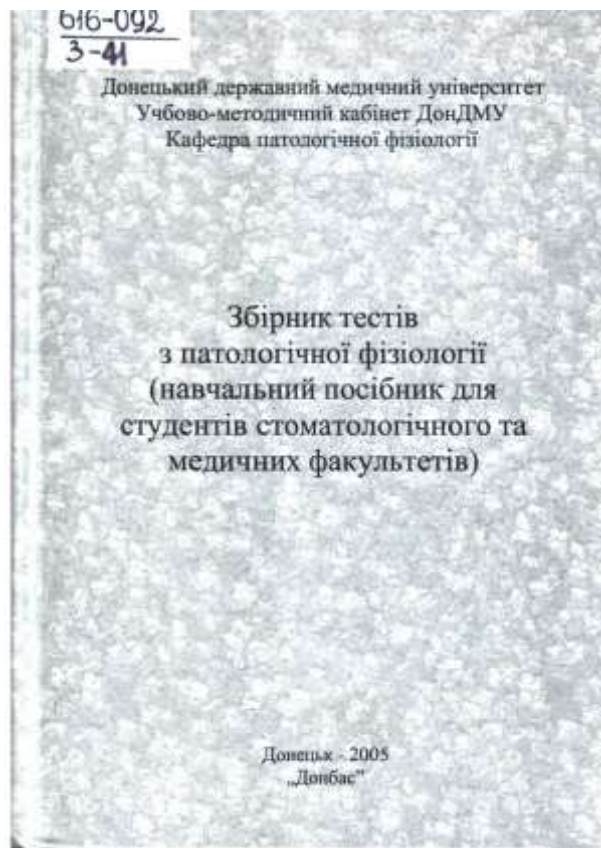 616-092
З-41
Донецький державний медичний університет
Учбово-методичний кабінет ДонДМУ
Кафедра патологічної фізіології
Збірник тестів
з патологічної фізіології
(навчальний посібник для
студентів стоматологічного та
медичних факультетів)
Донецьк - 2005
„Донбас”